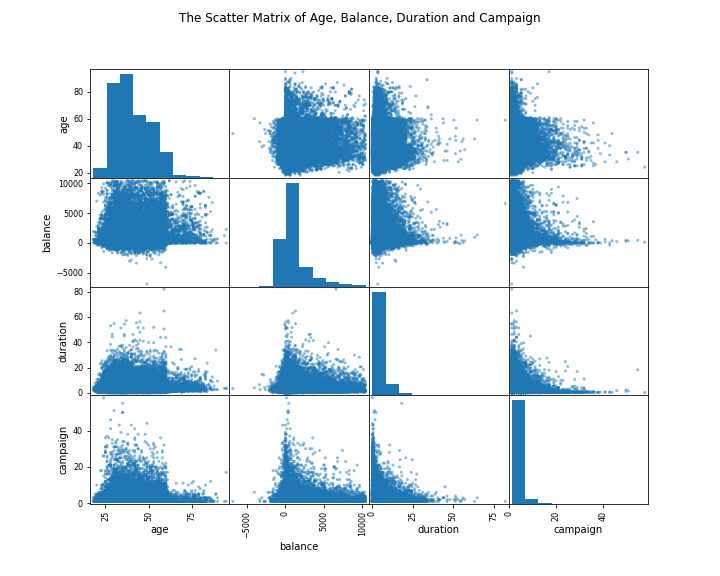 The Scatter Matrix of Age, Balance, Duration and Campaign
80
60
40
20
age
10000
5000
0
−5000
balance
80
60
40
20
0
duration
40
20
0
campaign
25 50 75
age
−5000 0 5000 10000
balance
0 25 50 75
duration
0 20 40
campaign